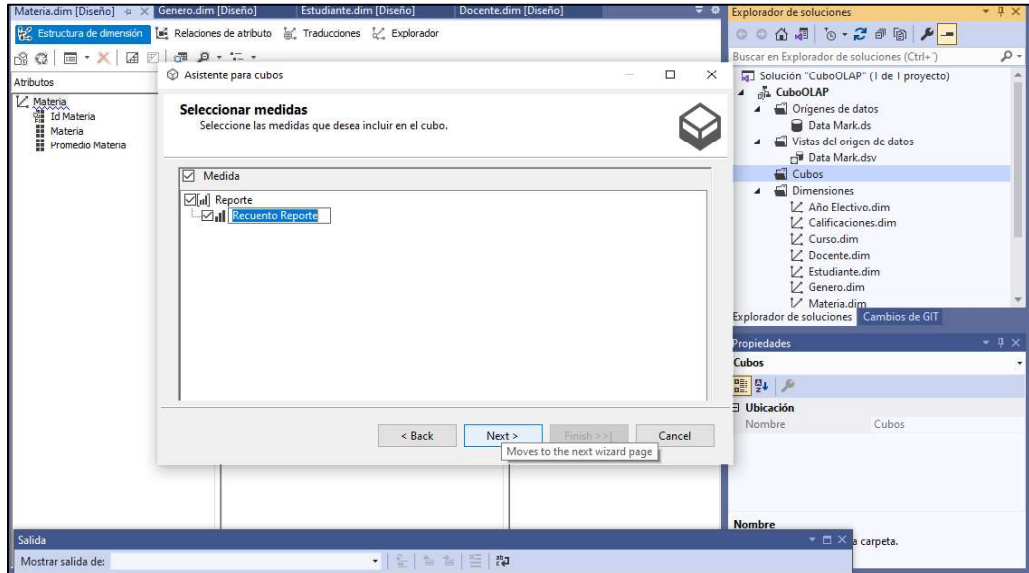 Materia.dim [Diseño] Genero.dim [Diseño] Estudiante.dim [Diseño] Docente.dim [Diseño]
Estructura de dimensión Relaciones de atributo Traducciones Explorador
Atributos
Materia
Id Materia
Materia
Promedio Materia
Asistente para cubos
Seleccionar medidas
Seleccione las medidas que desea incluir en el cubo.
Medida
Reporte
Recuento Reporte
< Back Next > Finish >>| Cancel
Moves to the next wizard page
Explorador de soluciones
Buscar en Explorador de soluciones (Ctrl+')
Solución "CuboOLAP" (1 de 1 proyecto)
CuboOLAP
Orígenes de datos
Data Mark.ds
Vistas del origen de datos
Data Mark.dsv
Cubos
Dimensiones
Año Electivo.dim
Calificaciones.dim
Curso.dim
Docente.dim
Estudiante.dim
Genero.dim
Materia.dim
Explorador de soluciones Cambios de GIT
Propiedades
Cubos
Ubicación
Nombre Cubos
Nombre
a carpeta.
Salida
Mostrar salida de: